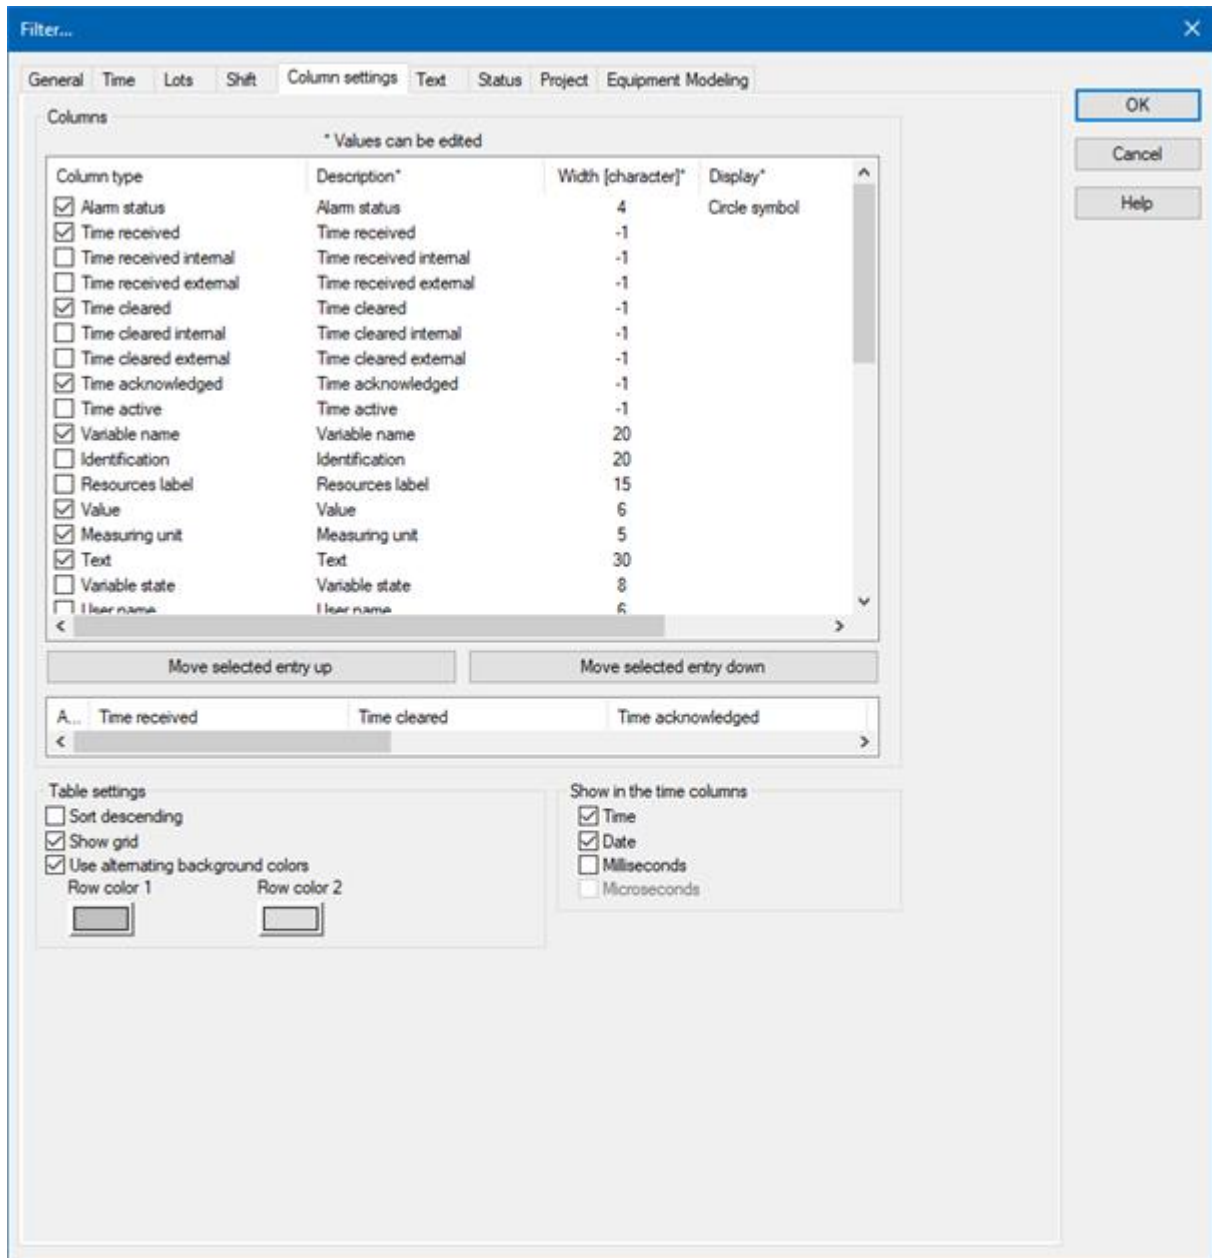 Filter...
General Time Lots Shift Column settings Text Status Project Equipment Modeling
OK
Cancel
Help
Columns
* Values can be edited
Column type Description* Width [character]* Display*
Alarm status Alarm status 4 Circle symbol
Time received Time received -1
Time received internal Time received internal -1
Time received external Time received external -1
Time cleared Time cleared -1
Time cleared internal Time cleared internal -1
Time cleared external Time cleared external -1
Time acknowledged Time acknowledged -1
Time active Time active -1
Variable name Variable name 20
Identification Identification 20
Resources label Resources label 15
Value Value 6
Measuring unit Measuring unit 5
Text Text 30
Variable state Variable state 8
User name User name 6
Move selected entry up Move selected entry down
A... Time received Time cleared Time acknowledged
Table settings
Sort descending
Show grid
Use alternating background colors
Row color 1 Row color 2
Show in the time columns
Time
Date
Milliseconds
Microseconds